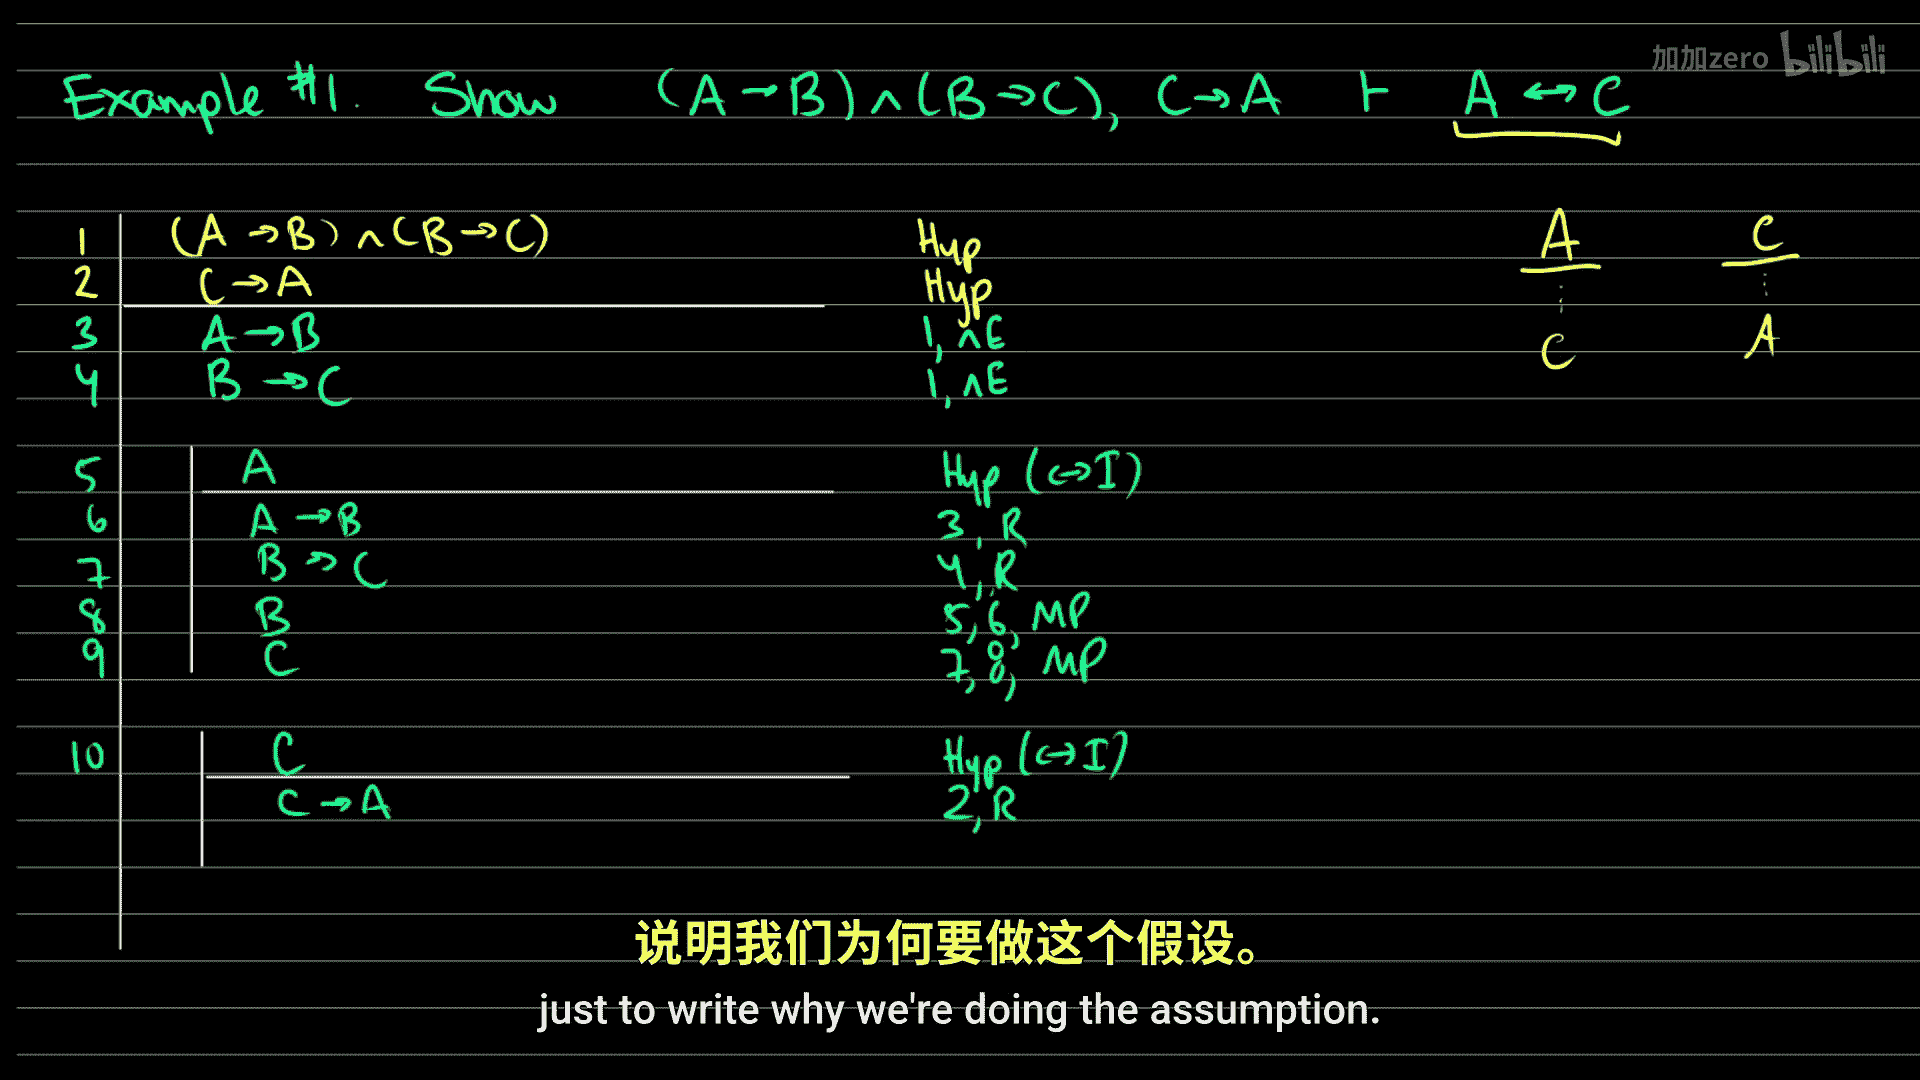 加加zero bilibili
Example #1. Show (A→B)∧(B→C), C→A ⊢ A↔C
1 (A→B)∧(B→C) Hyp
2 C→A Hyp
3 A→B 1, ∧E
4 B→C 1, ∧E
A C
⋮ ⋮
C A
5 A Hyp (↔I)
6 A→B 3, R
7 B→C 4, R
8 B 5, 6, MP
9 C 7, 8, MP
10 C Hyp (↔I)
C→A 2, R
说明我们为何要做这个假设。
just to write why we're doing the assumption.